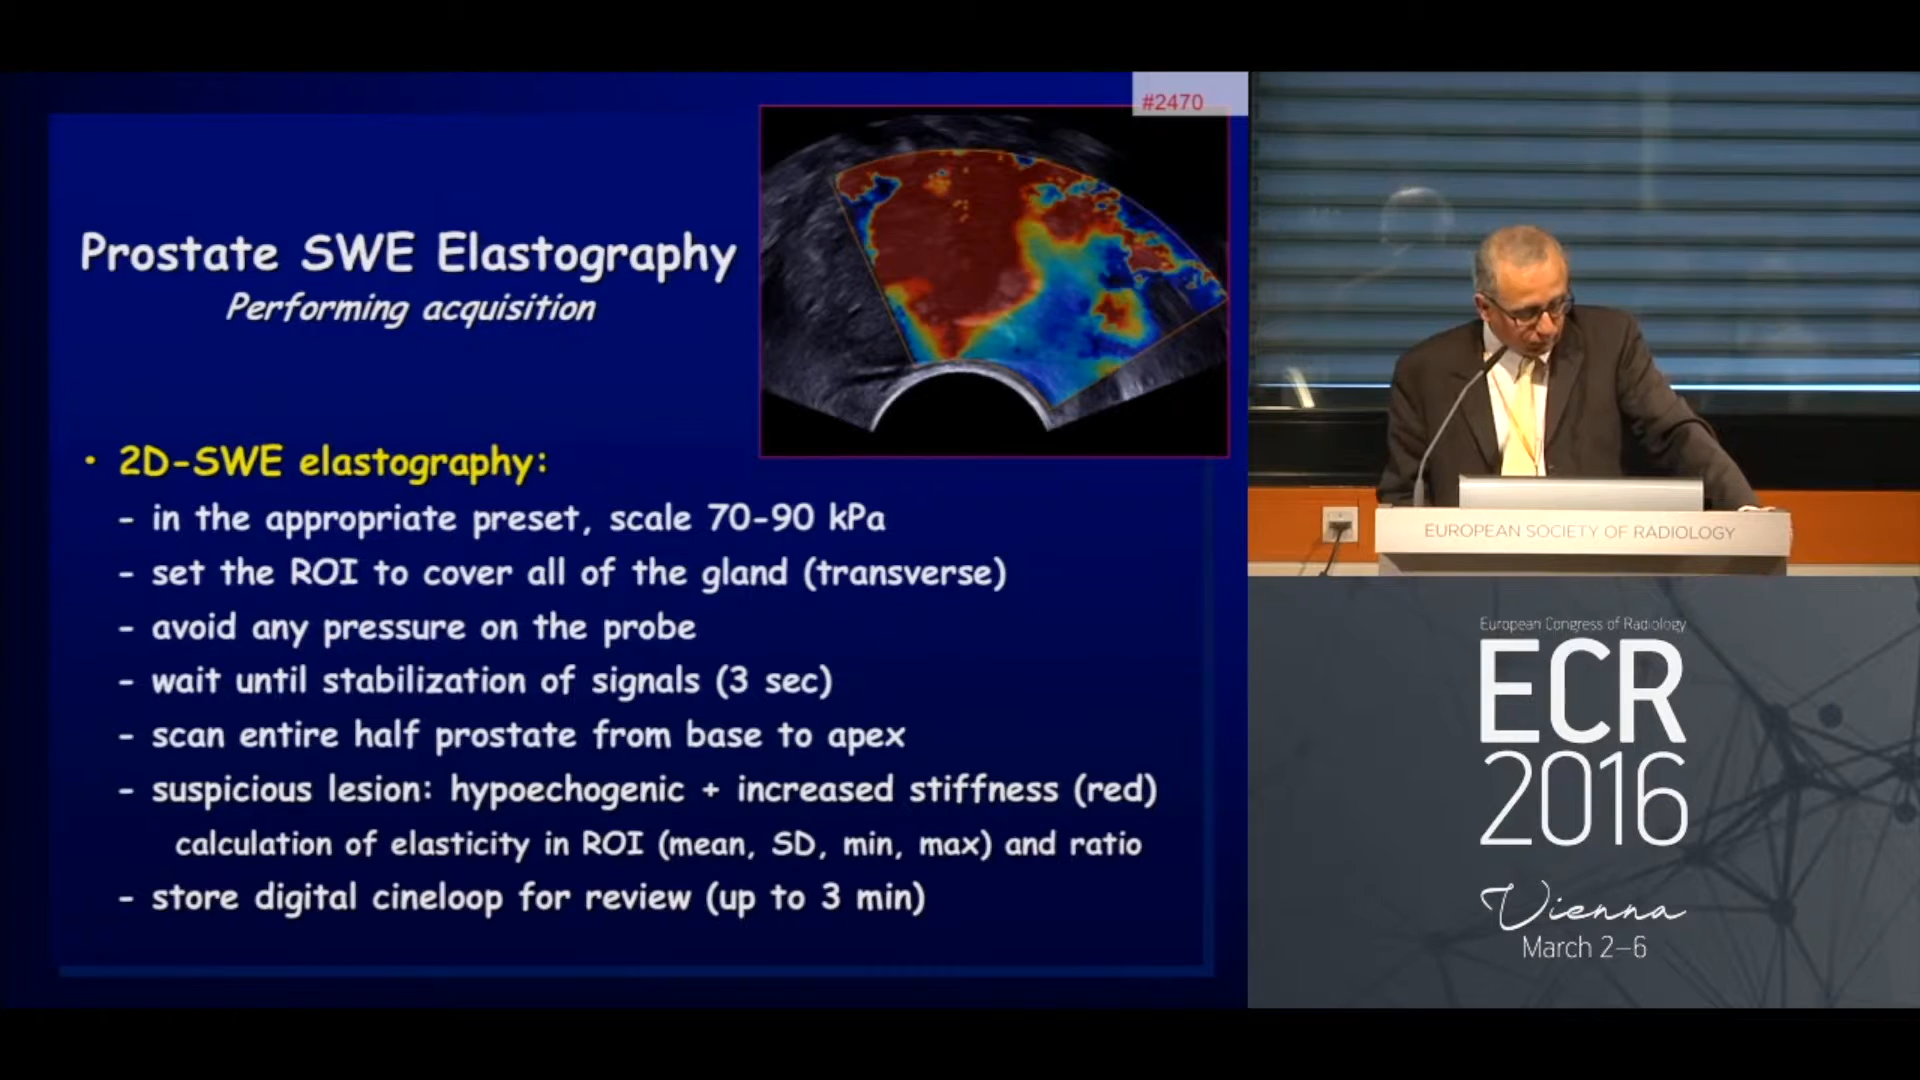 #2470
Prostate SWE Elastography
Performing acquisition
• 2D-SWE elastography:
- in the appropriate preset, scale 70-90 kPa
- set the ROI to cover all of the gland (transverse)
- avoid any pressure on the probe
- wait until stabilization of signals (3 sec)
- scan entire half prostate from base to apex
- suspicious lesion: hypoechogenic + increased stiffness (red)
calculation of elasticity in ROI (mean, SD, min, max) and ratio
- store digital cineloop for review (up to 3 min)
EUROPEAN SOCIETY OF RADIOLOGY
European Congress of Radiology
ECR
2016
Vienna
March 2–6